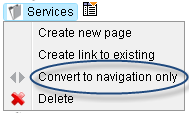 Services
Create new page
Create link to existing
Convert to navigation only
Delete